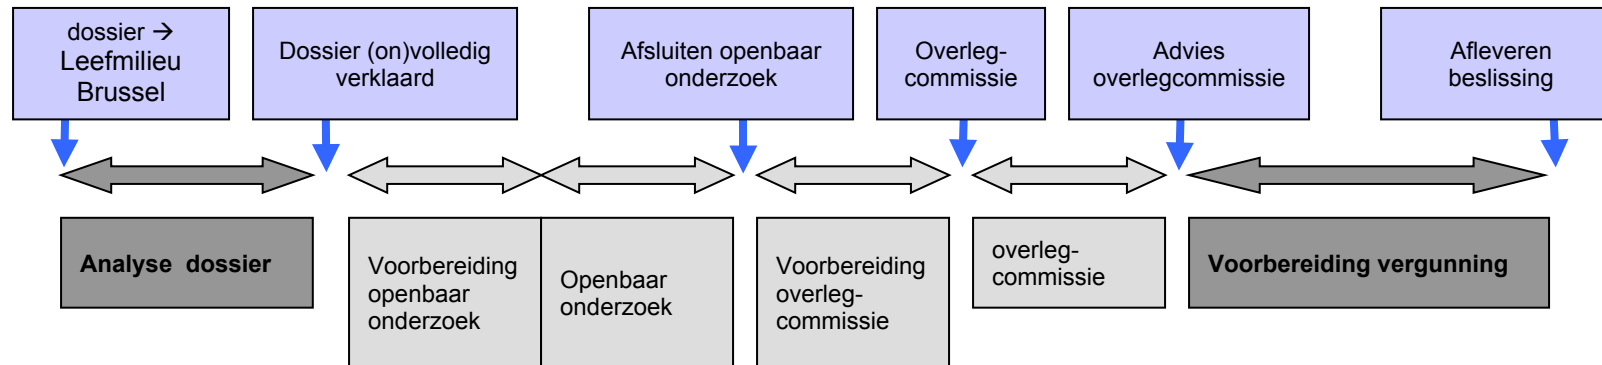 dossier →
Leefmilieu
Brussel
Dossier (on)volledig
verklaard
Afsluiten openbaar
onderzoek
Overleg-
commissie
Advies
overlegcommissie
Afleveren
beslissing
Analyse dossier
Voorbereiding
openbaar
onderzoek
Openbaar
onderzoek
Voorbereiding
overleg-
commissie
overleg-
commissie
Voorbereiding vergunning